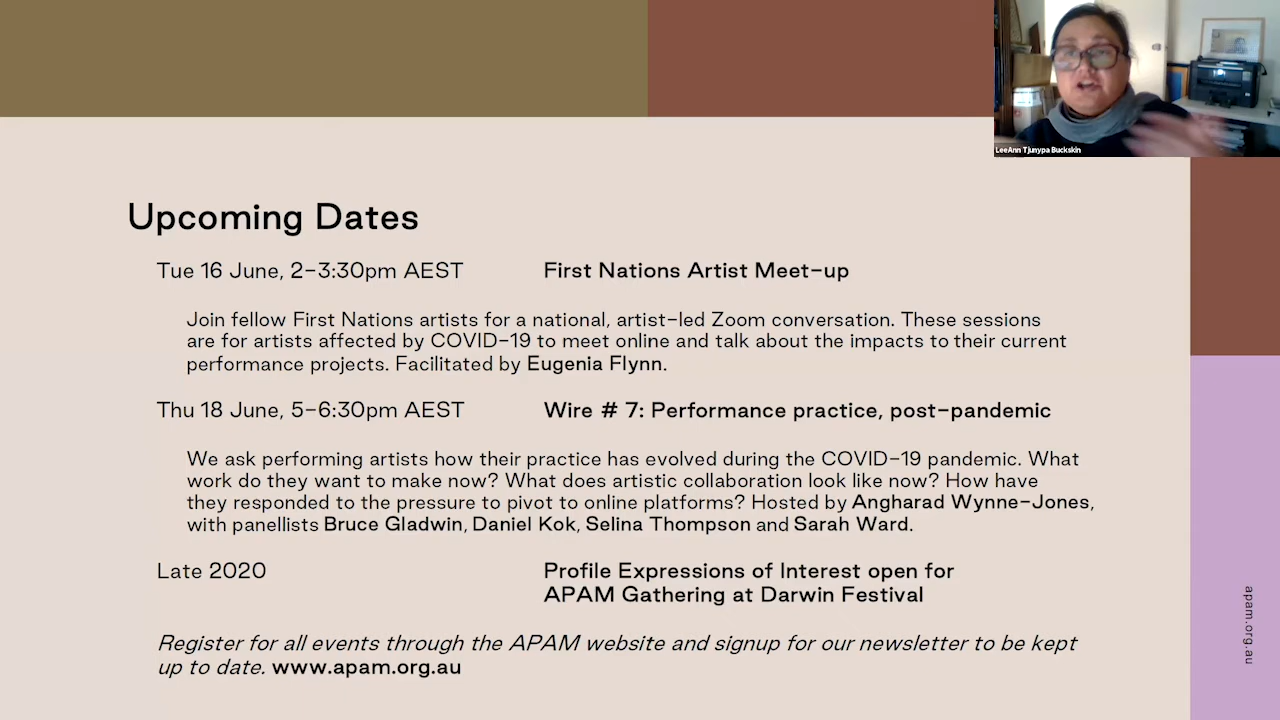 LeeAnn Tjunypa Buckskin
Upcoming Dates
Tue 16 June, 2–3:30pm AEST
First Nations Artist Meet–up
Join fellow First Nations artists for a national, artist–led Zoom conversation. These sessions
are for artists affected by COVID–19 to meet online and talk about the impacts to their current
performance projects. Facilitated by Eugenia Flynn.
Thu 18 June, 5–6:30pm AEST
Wire # 7: Performance practice, post–pandemic
We ask performing artists how their practice has evolved during the COVID–19 pandemic. What
work do they want to make now? What does artistic collaboration look like now? How have
they responded to the pressure to pivot to online platforms? Hosted by Angharad Wynne–Jones,
with panellists Bruce Gladwin, Daniel Kok, Selina Thompson and Sarah Ward.
Late 2020
Profile Expressions of Interest open for
APAM Gathering at Darwin Festival
Register for all events through the APAM website and signup for our newsletter to be kept
up to date. www.apam.org.au
apam.org.au